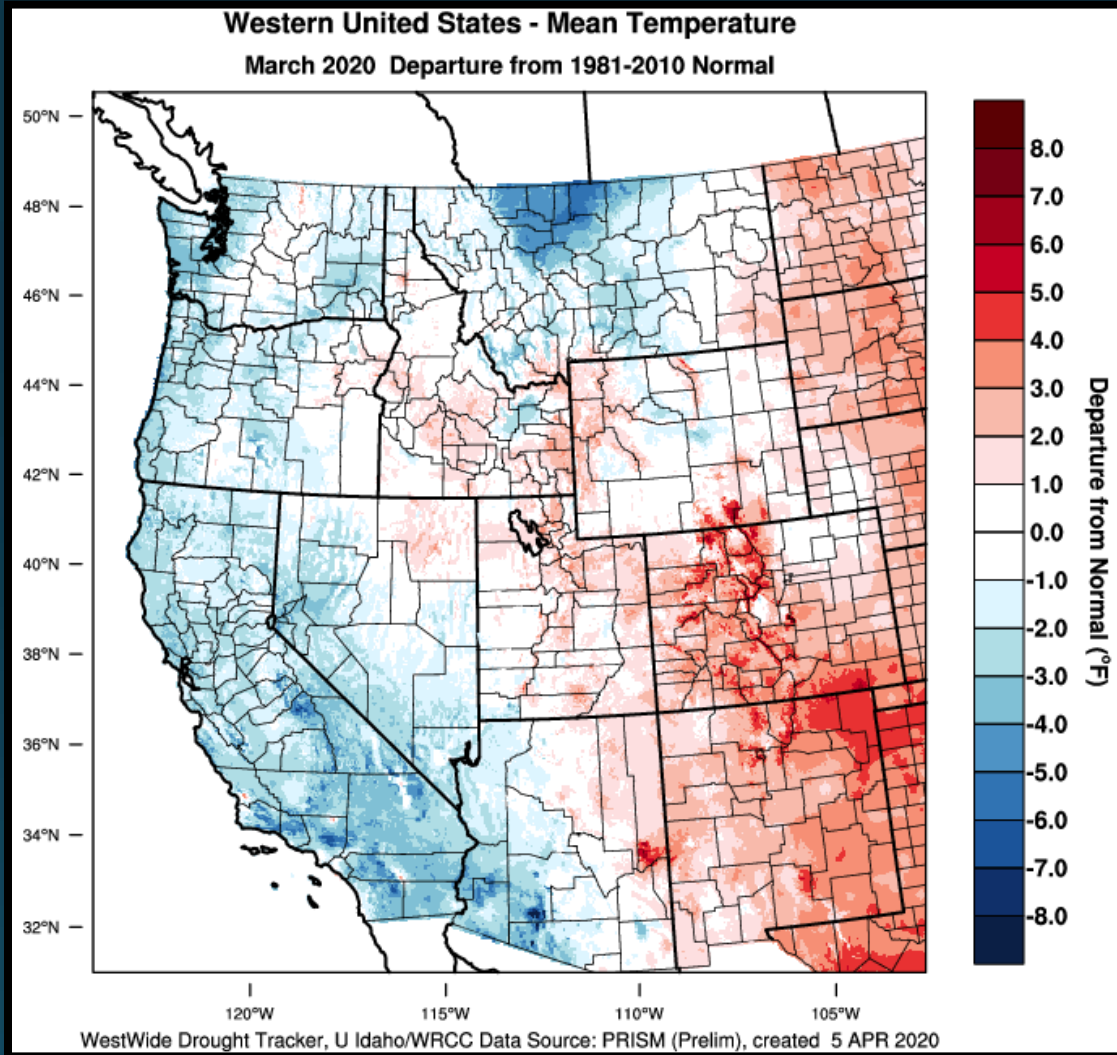 Western United States - Mean Temperature
March 2020  Departure from 1981-2010 Normal
50°N
48°N
46°N
44°N
42°N
40°N
38°N
36°N
34°N
32°N
120°W
115°W
110°W
105°W
8.0
7.0
6.0
5.0
4.0
3.0
2.0
1.0
0.0
-1.0
-2.0
-3.0
-4.0
-5.0
-6.0
-7.0
-8.0
Departure from Normal (°F)
WestWide Drought Tracker, U Idaho/WRCC Data Source: PRISM (Prelim), created  5 APR 2020